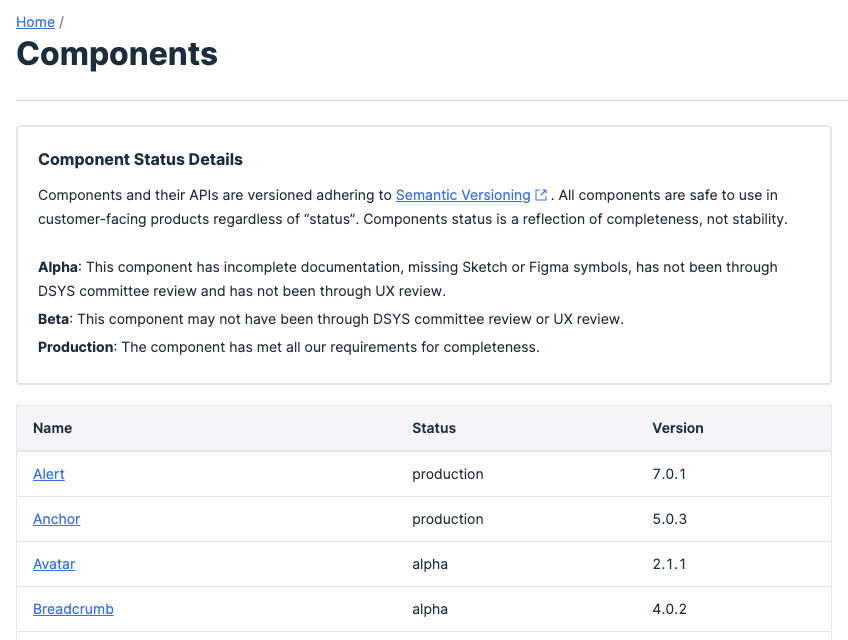 Home /
Components
Component Status Details
Components and their APIs are versioned adhering to Semantic Versioning . All components are safe to use in
customer-facing products regardless of “status”. Components status is a reflection of completeness, not stability.
Alpha: This component has incomplete documentation, missing Sketch or Figma symbols, has not been through
DSYS committee review and has not been through UX review.
Beta: This component may not have been through DSYS committee review or UX review.
Production: The component has met all our requirements for completeness.
Name Status Version
Alert production 7.0.1
Anchor production 5.0.3
Avatar alpha 2.1.1
Breadcrumb alpha 4.0.2